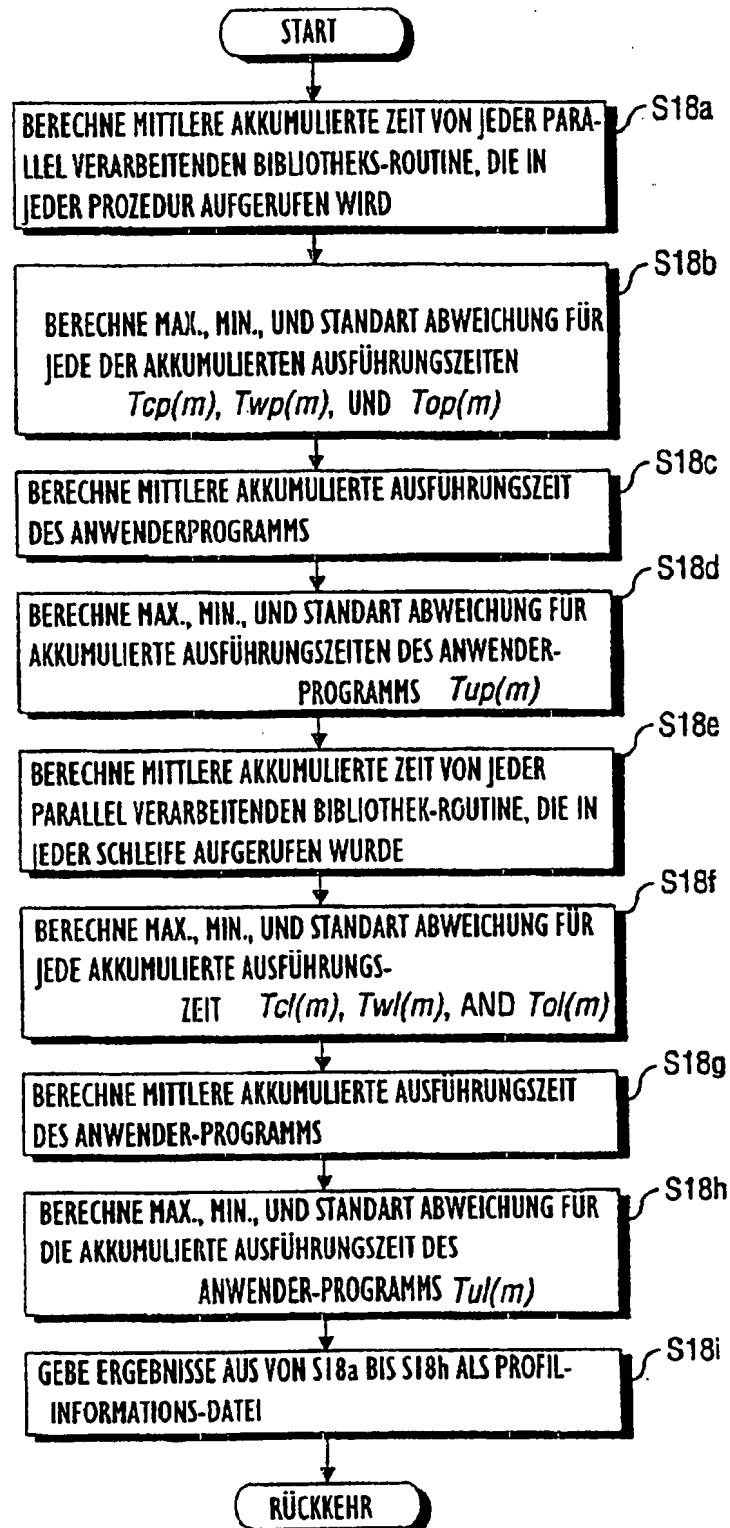 START
S18a
BERECHNE MITTLERE AKKUMULIERTE ZEIT VON JEDER PARA-
LLEL VERARBEITENDEN BIBLIOTHEKS-ROUTINE, DIE IN
JEDER PROZEDUR AUFGERUFEN WIRD
S18b
BERECHNE MAX., MIN., UND STANDART ABWEICHUNG FÜR
JEDE DER AKKUMULIERTEN AUSFÜHRUNGSZEITEN
Tcp(m), Twp(m), UND Top(m)
S18c
BERECHNE MITTLERE AKKUMULIERTE AUSFÜHRUNGSZEIT
DES ANWENDERPROGRAMMS
S18d
BERECHNE MAX., MIN., UND STANDART ABWEICHUNG FÜR
AKKUMULIERTE AUSFÜHRUNGSZEITEN DES ANWENDER-
PROGRAMMS Tup(m)
S18e
BERECHNE MITTLERE AKKUMULIERTE ZEIT VON JEDER
PARALLEL VERARBEITENDEN BIBLIOTHEK-ROUTINE, DIE IN
JEDER SCHLEIFE AUFGERUFEN WURDE
S18f
BERECHNE MAX., MIN., UND STANDART ABWEICHUNG FÜR
JEDE AKKUMULIERTE AUSFÜHRUNGS-
ZEIT Tcl(m), Twl(m), AND Tol(m)
S18g
BERECHNE MITTLERE AKKUMULIERTE AUSFÜHRUNGSZEIT
DES ANWENDER-PROGRAMMS
S18h
BERECHNE MAX., MIN., UND STANDART ABWEICHUNG FÜR
DIE AKKUMULIERTE AUSFÜHRUNGSZEIT DES
ANWENDER-PROGRAMMS Tul(m)
S18i
GEBE ERGEBNISSE AUS VON S18a BIS S18h ALS PROFIL-
INFORMATIONS-DATEI
RÜCKKEHR